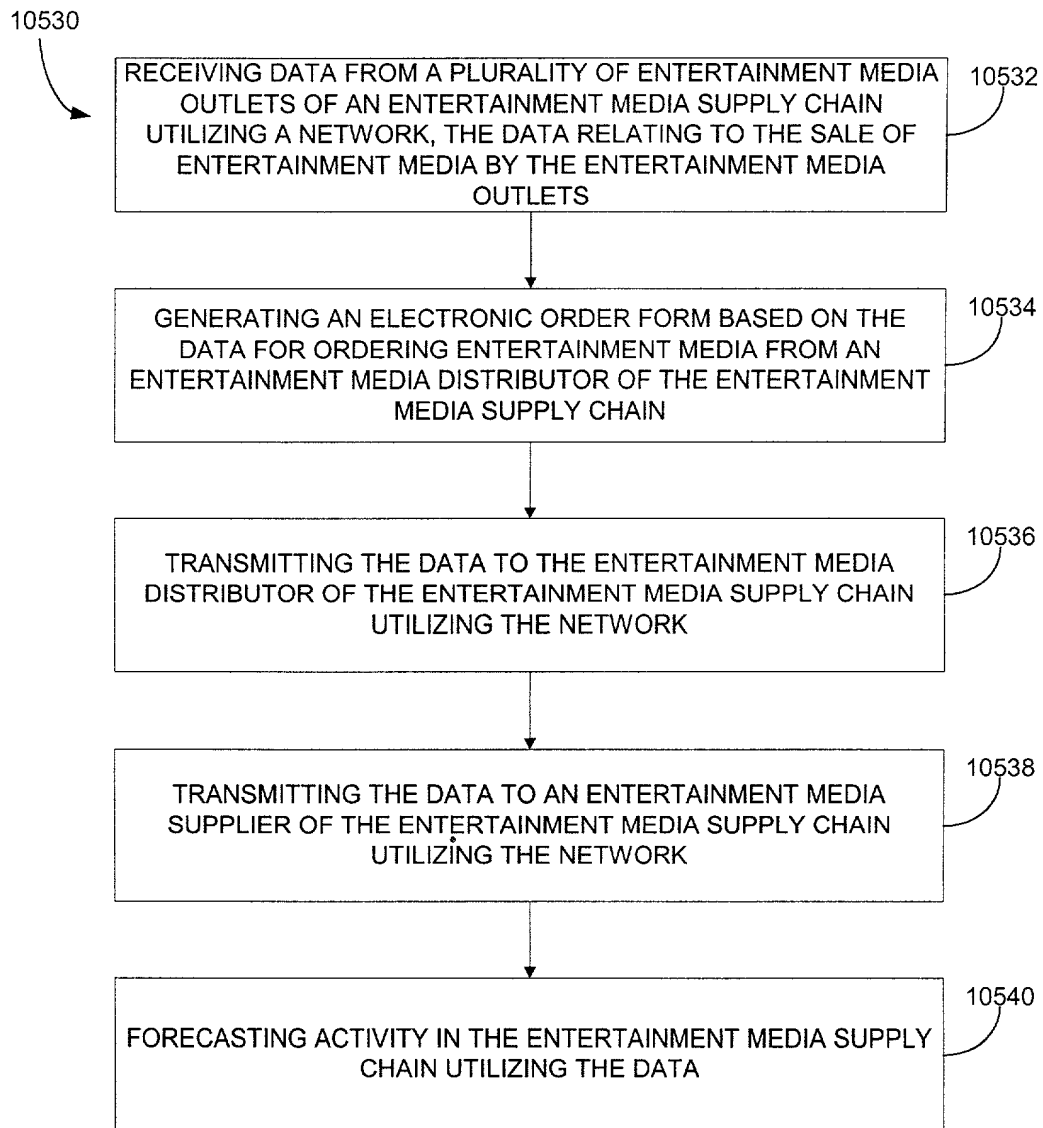 10530
RECEIVING DATA FROM A PLURALITY OF ENTERTAINMENT MEDIA
OUTLETS OF AN ENTERTAINMENT MEDIA SUPPLY CHAIN
UTILIZING A NETWORK, THE DATA RELATING TO THE SALE OF
ENTERTAINMENT MEDIA BY THE ENTERTAINMENT MEDIA
OUTLETS
10532
GENERATING AN ELECTRONIC ORDER FORM BASED ON THE
DATA FOR ORDERING ENTERTAINMENT MEDIA FROM AN
ENTERTAINMENT MEDIA DISTRIBUTOR OF THE ENTERTAINMENT
MEDIA SUPPLY CHAIN
10534
TRANSMITTING THE DATA TO THE ENTERTAINMENT MEDIA
DISTRIBUTOR OF THE ENTERTAINMENT MEDIA SUPPLY CHAIN
UTILIZING THE NETWORK
10536
TRANSMITTING THE DATA TO AN ENTERTAINMENT MEDIA
SUPPLIER OF THE ENTERTAINMENT MEDIA SUPPLY CHAIN
UTILIZING THE NETWORK
10538
FORECASTING ACTIVITY IN THE ENTERTAINMENT MEDIA SUPPLY
CHAIN UTILIZING THE DATA
10540